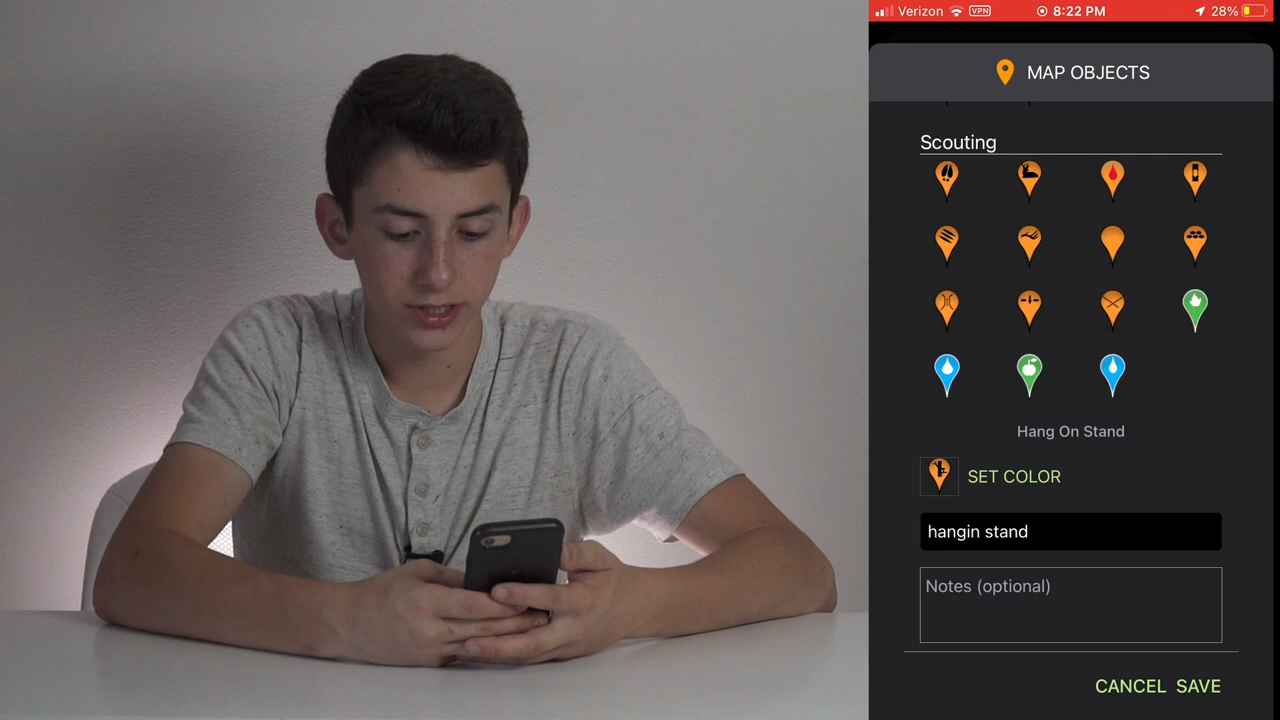 Verizon VPN 8:22 PM 28%
MAP OBJECTS
Scouting
Hang On Stand
SET COLOR
hangin stand
Notes (optional)
CANCEL SAVE